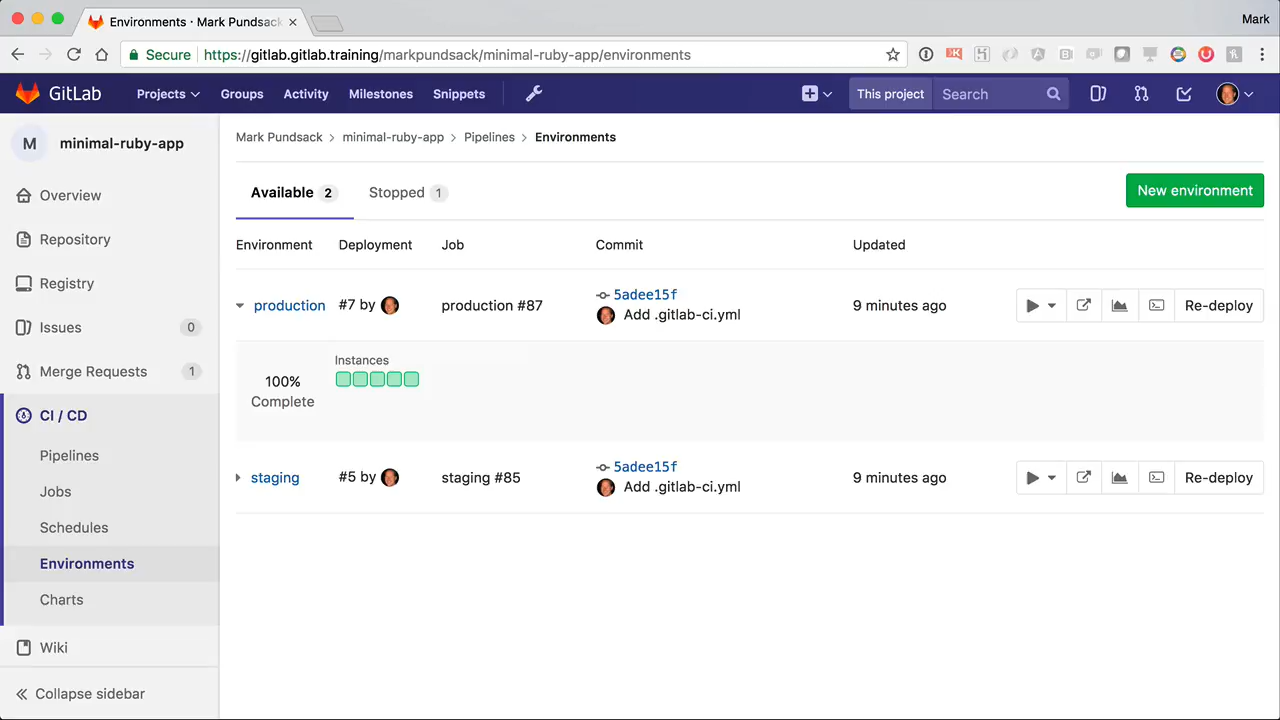 Environments · Mark Pundsack
Mark
Secure https://gitlab.gitlab.training/markpundsack/minimal-ruby-app/environments
GitLab Projects Groups Activity Milestones Snippets This project Search
M minimal-ruby-app
Overview
Repository
Registry
Issues 0
Merge Requests 1
CI / CD
Pipelines
Jobs
Schedules
Environments
Charts
Wiki
Collapse sidebar
Mark Pundsack > minimal-ruby-app > Pipelines > Environments
Available 2 Stopped 1 New environment
Environment Deployment Job Commit Updated
production #7 by production #87 5adee15f Add .gitlab-ci.yml 9 minutes ago Re-deploy
Instances
100%
Complete
staging #5 by staging #85 5adee15f Add .gitlab-ci.yml 9 minutes ago Re-deploy